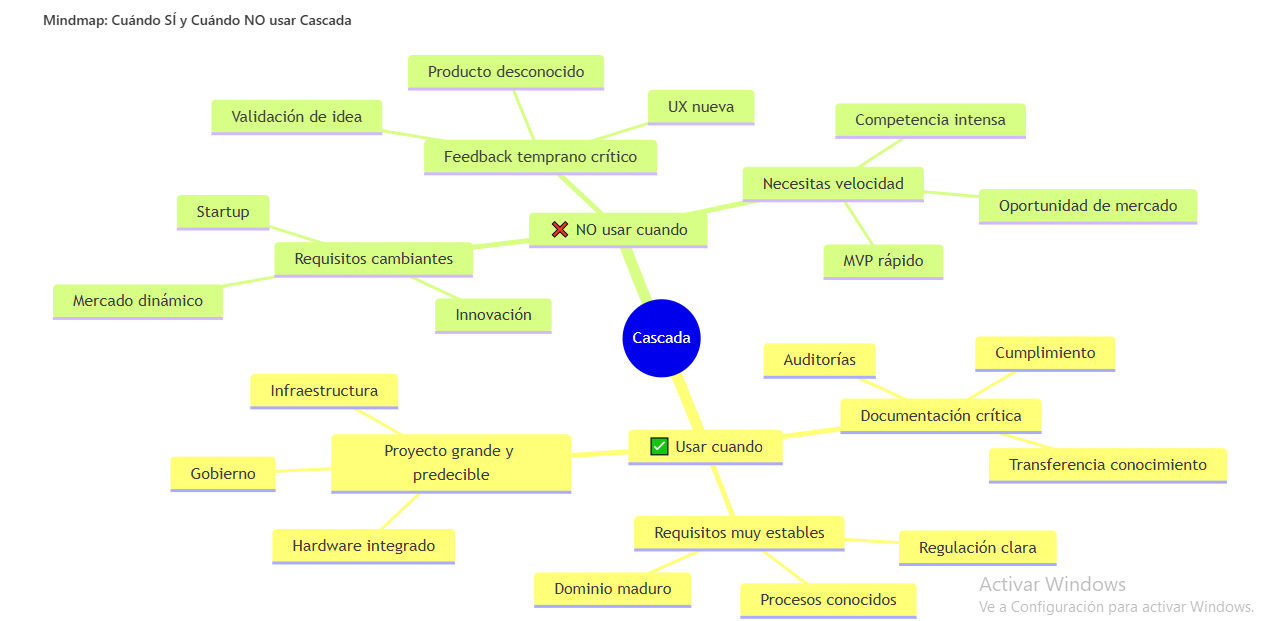 Mindmap: Cuándo SÍ y Cuándo NO usar Cascada
Producto desconocido
Validación de idea
UX nueva
Feedback temprano crítico
Competencia intensa
Necesitas velocidad
Oportunidad de mercado
MVP rápido
Startup
❌ NO usar cuando
Requisitos cambiantes
Mercado dinámico
Innovación
Cascada
Auditorías
Cumplimiento
Documentación crítica
Transferencia conocimiento
Infraestructura
✅ Usar cuando
Proyecto grande y
predecible
Gobierno
Hardware integrado
Requisitos muy estables
Regulación clara
Dominio maduro
Procesos conocidos
Activar Windows
Ve a Configuración para activar Windows.